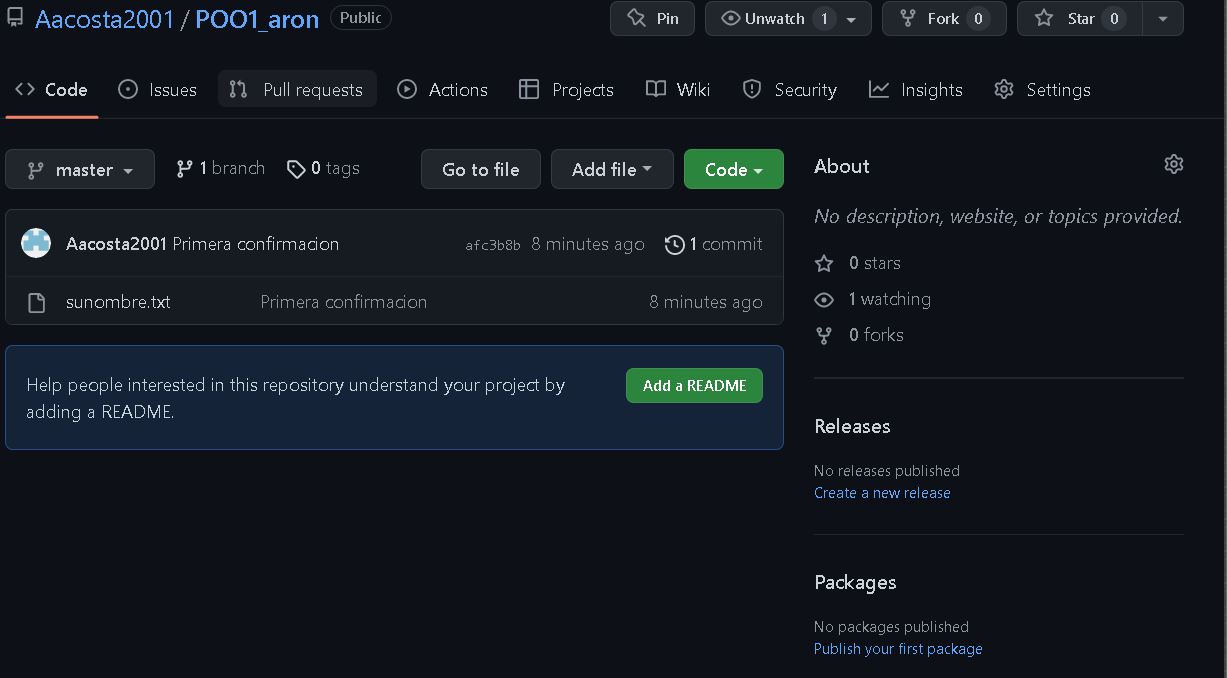 Aacosta2001 / POO1_aron Public Pin Unwatch 1 Fork 0 Star 0
Code Issues Pull requests Actions Projects Wiki Security Insights Settings
master 1 branch 0 tags Go to file Add file Code
Aacosta2001 Primera confirmacion afc3b8b 8 minutes ago 1 commit
sunombre.txt Primera confirmacion 8 minutes ago
Help people interested in this repository understand your project by
adding a README.
Add a README
About
No description, website, or topics provided.
0 stars
1 watching
0 forks
Releases
No releases published
Create a new release
Packages
No packages published
Publish your first package